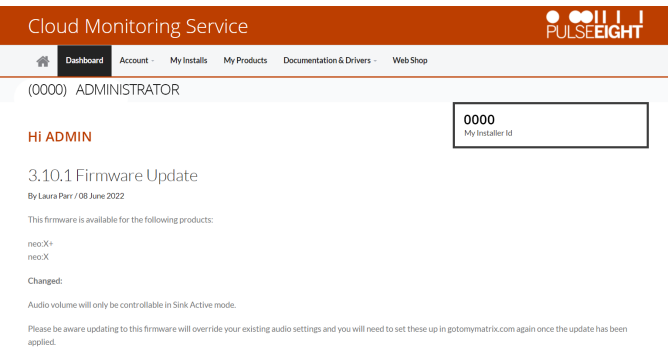 Cloud Monitoring Service
PULSEEIGHT
Dashboard Account My Installs My Products Documentation & Drivers Web Shop
(0000) ADMINISTRATOR
0000
My Installer Id
Hi ADMIN
3.10.1 Firmware Update
By Laura Parr / 08 June 2022
This firmware is available for the following products:
neo:X+
neo:X
Changed:
Audio volume will only be controllable in Sink Active mode.
Please be aware updating to this firmware will override your existing audio settings and you will need to set these up in gotomymatrix.com again once the update has been
applied.